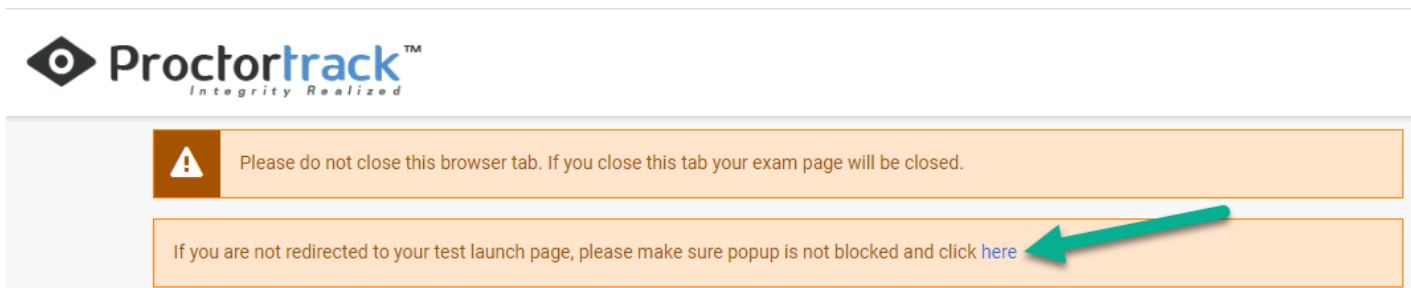 Proctortrack™
Integrity Realized
Please do not close this browser tab. If you close this tab your exam page will be closed.
If you are not redirected to your test launch page, please make sure popup is not blocked and click here